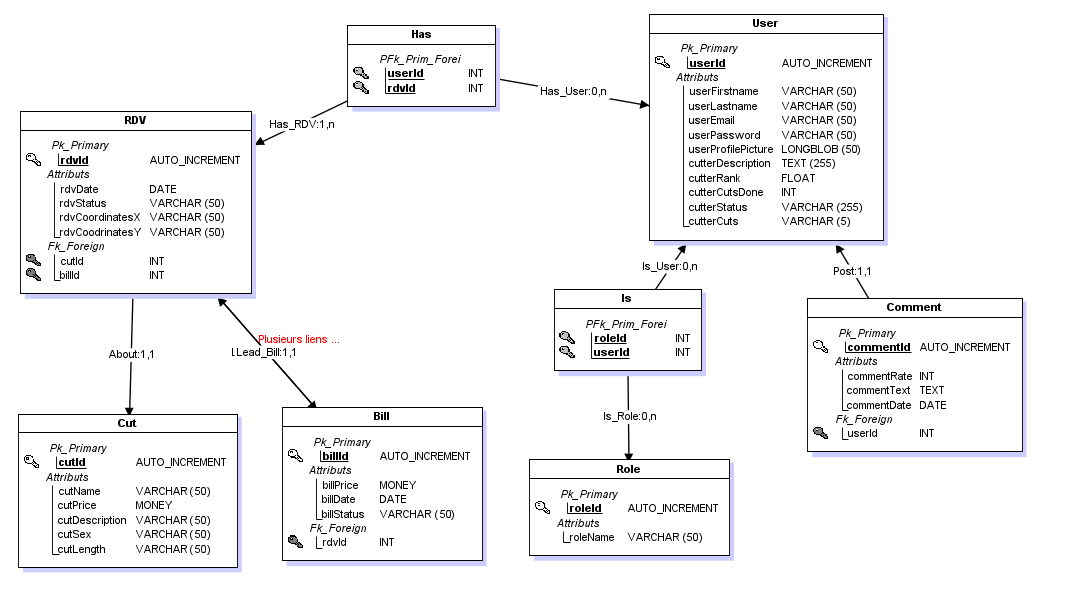 Has
PFk_Prim_Forei
userId INT
rdvId INT
User
Pk_Primary
userId AUTO_INCREMENT
Attributs
userFirstname VARCHAR (50)
userLastname VARCHAR (50)
userEmail VARCHAR (50)
userPassword VARCHAR (50)
userProfilePicture LONGBLOB (50)
cutterDescription TEXT (255)
cutterRank FLOAT
cutterCutsDone INT
cutterStatus VARCHAR (255)
cutterCuts VARCHAR (5)
Has_User:0,n
Has_RDV:1,n
RDV
Pk_Primary
rdvId AUTO_INCREMENT
Attributs
rdvDate DATE
rdvStatus VARCHAR (50)
rdvCoordinatesX VARCHAR (50)
rdvCoodrinatesY VARCHAR (50)
Fk_Foreign
cutId INT
billId INT
Is_User:0,n
Post:1,1
Is
PFk_Prim_Forei
roleId INT
userId INT
Comment
Pk_Primary
commentId AUTO_INCREMENT
Attributs
commentRate INT
commentText TEXT
commentDate DATE
Fk_Foreign
userId INT
About:1,1
Plusieurs liens ...
LLead_Bill:1,1
Is_Role:0,n
Cut
Pk_Primary
cutId AUTO_INCREMENT
Attributs
cutName VARCHAR (50)
cutPrice MONEY
cutDescription VARCHAR (50)
cutSex VARCHAR (50)
cutLength VARCHAR (50)
Bill
Pk_Primary
billId AUTO_INCREMENT
Attributs
billPrice MONEY
billDate DATE
billStatus VARCHAR (50)
Fk_Foreign
rdvId INT
Role
Pk_Primary
roleId AUTO_INCREMENT
Attributs
roleName VARCHAR (50)